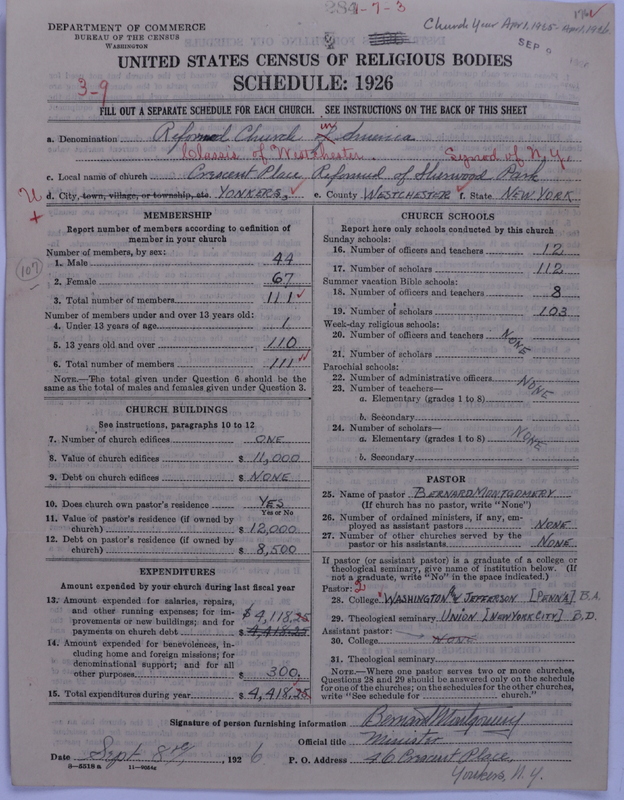 284-7-3
DEPARTMENT OF COMMERCE
BUREAU OF THE CENSUS
WASHINGTON
Church Year Apr 1, 1925 - Apr 1, 1926
SEP 9
UNITED STATES CENSUS OF RELIGIOUS BODIES
SCHEDULE: 1926
3-9
FILL OUT A SEPARATE SCHEDULE FOR EACH CHURCH. SEE INSTRUCTIONS ON THE BACK OF THIS SHEET
a. Denomination Reformed Church in America
Classis of Westchester. Synod of N.Y.
c. Local name of church Crescent Place Reformed of Sherwood Park
d. City, town, village, or township, etc. YONKERS, e. County WESTCHESTER f. State NEW YORK
MEMBERSHIP
Report number of members according to definition of
member in your church
Number of members, by sex:
1. Male 44
2. Female 67
3. Total number of members 111
(107)
Number of members under and over 13 years old:
4. Under 13 years of age 1
5. 13 years old and over 110
6. Total number of members 111
NOTE.—The total given under Question 6 should be the
same as the total of males and females given under Question 3.
CHURCH BUILDINGS
See instructions, paragraphs 10 to 12
7. Number of church edifices ONE
8. Value of church edifices $ 11,000
9. Debt on church edifices $ NONE
10. Does church own pastor's residence YES
Yes or No
11. Value of pastor's residence (if owned by
church) $ 12,000
12. Debt on pastor's residence (if owned by
church) $ 8,500
EXPENDITURES
Amount expended by your church during last fiscal year
13. Amount expended for salaries, repairs,
and other running expenses; for im-
provements or new buildings; and for $ 4,118.25
payments on church debt $ 4,418.25
14. Amount expended for benevolences, in-
cluding home and foreign missions; for
denominational support; and for all
other purposes $ 300.
15. Total expenditures during year $ 4,418.25
CHURCH SCHOOLS
Report here only schools conducted by this church
Sunday schools:
16. Number of officers and teachers 12
17. Number of scholars 112
Summer vacation Bible schools:
18. Number of officers and teachers 8
19. Number of scholars 103
Week-day religious schools:
20. Number of officers and teachers NONE
21. Number of scholars
Parochial schools:
22. Number of administrative officers NONE
23. Number of teachers—
a. Elementary (grades 1 to 8)
b. Secondary
24. Number of scholars— NONE
a. Elementary (grades 1 to 8)
b. Secondary
PASTOR
25. Name of pastor BERNARD MONTGOMERY
(If church has no pastor, write "None")
26. Number of ordained ministers, if any, em-
ployed as assistant pastors NONE
27. Number of other churches served by the
pastor or his assistants NONE
If pastor (or assistant pastor) is a graduate of a college or
theological seminary, give name of institution below. (If
not a graduate, write "No" in the space indicated.)
Pastor: 2
28. College WASHINGTON & JEFFERSON [PENNA] B.A.
29. Theological seminary UNION [NEW YORK CITY] B.D.
Assistant pastor:
30. College NONE
31. Theological seminary
NOTE.—Where one pastor serves two or more churches,
Questions 28 and 29 should be answered only on the schedule
for one of the churches; on the schedules for the other churches,
write "See schedule for church."
Signature of person furnishing information Bernard Montgomery
Official title Minister
Date Sept 8th, 1926 P. O. Address 46 Crescent Place,
Yonkers, N.Y.
8-5518 a 11-9084c